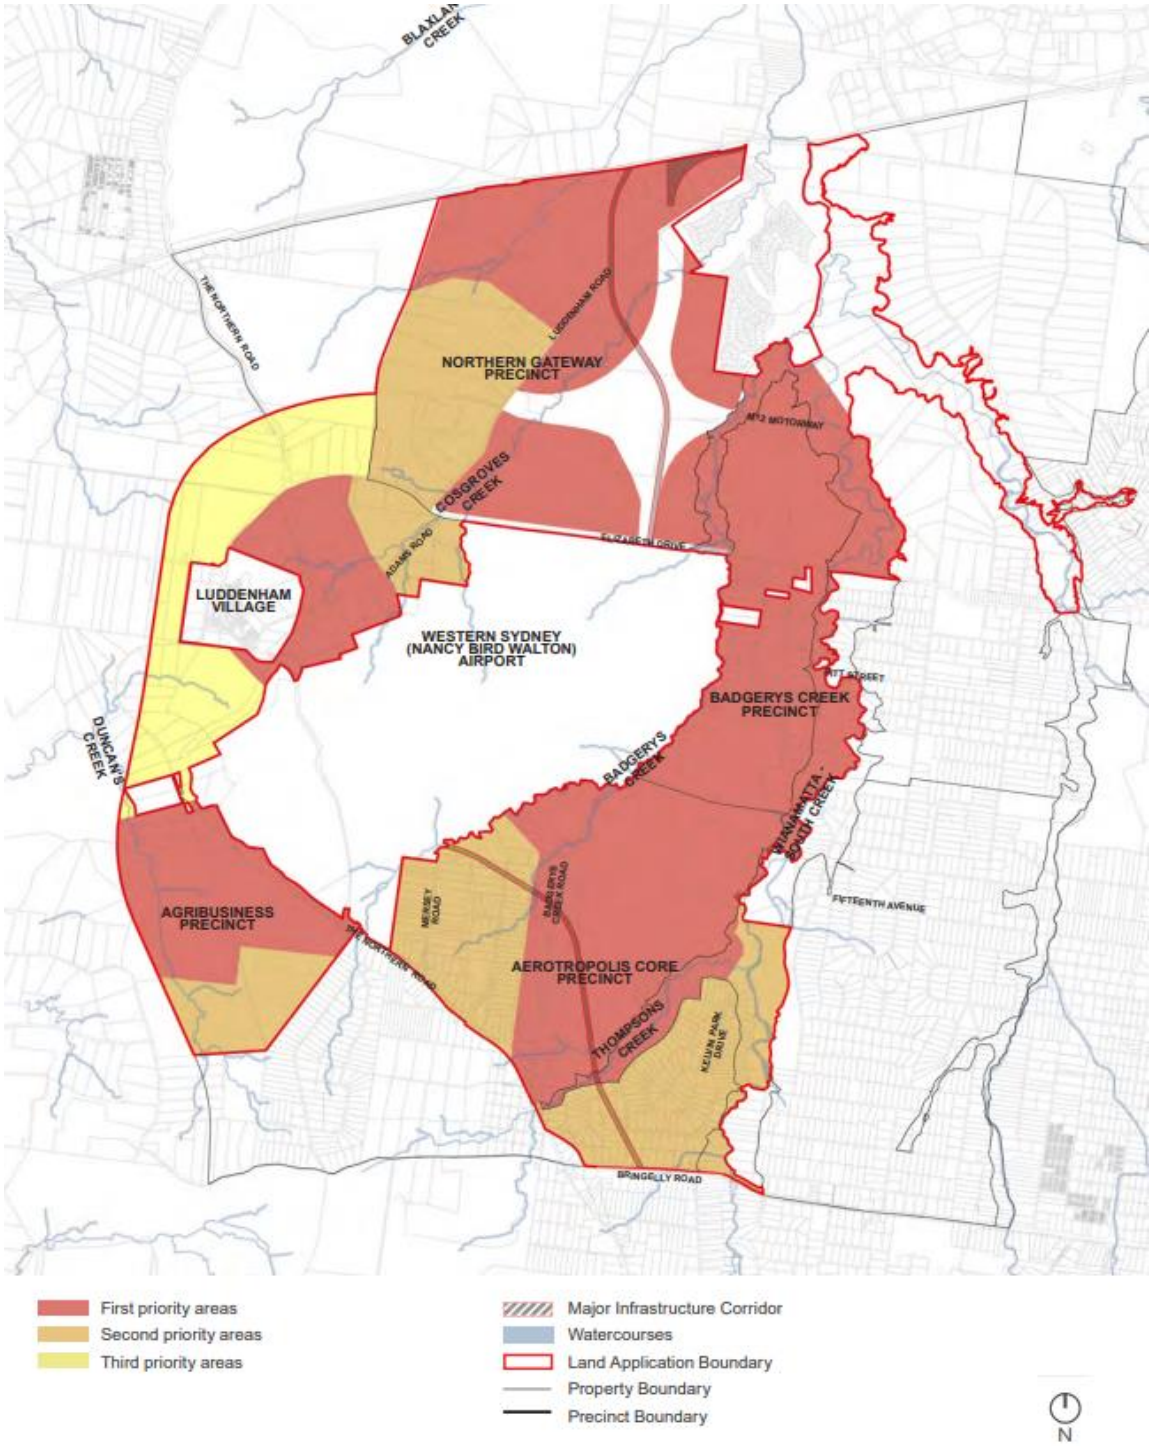 BLAXLAN
CREEK
THE NORTHERN ROAD
LUDDENHAM ROAD
NORTHERN GATEWAY
PRECINCT
M12 MOTORWAY
COSGROVES
CREEK
ADAMS ROAD
ELIZABETH DRIVE
LUDDENHAM
VILLAGE
WESTERN SYDNEY
(NANCY BIRD WALTON)
AIRPORT
PITT STREET
BADGERYS CREEK
PRECINCT
DUNCAN'S
CREEK
BADGERYS
CREEK
WIANAMATTA -
SOUTH CREEK
MERSEY
ROAD
BADGERYS
CREEK ROAD
FIFTEENTH AVENUE
AGRIBUSINESS
PRECINCT
THE NORTHERN ROAD
AEROTROPOLIS CORE
PRECINCT
THOMPSONS
CREEK
KELVIN PARK
DRIVE
BRINGELLY ROAD
First priority areas
Second priority areas
Third priority areas
Major Infrastructure Corridor
Watercourses
Land Application Boundary
Property Boundary
Precinct Boundary
N